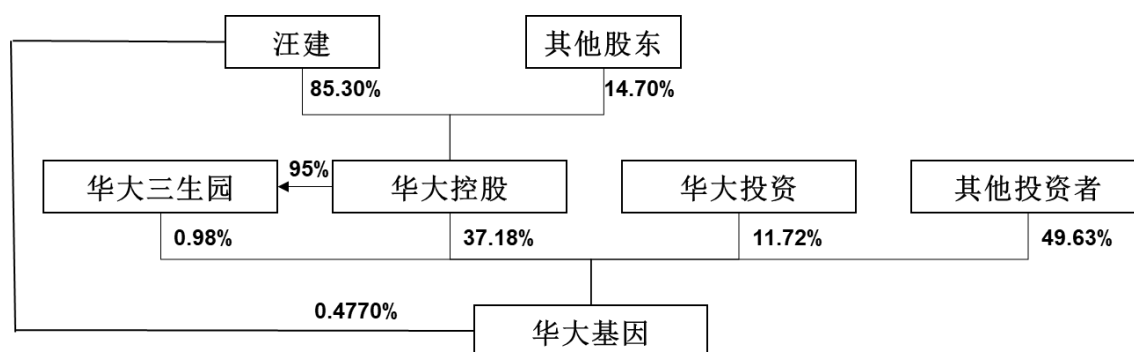 汪建
其他股东
85.30%
14.70%
华大三生园
95%
华大控股
华大投资
其他投资者
0.98%
37.18%
11.72%
49.63%
0.4770%
华大基因